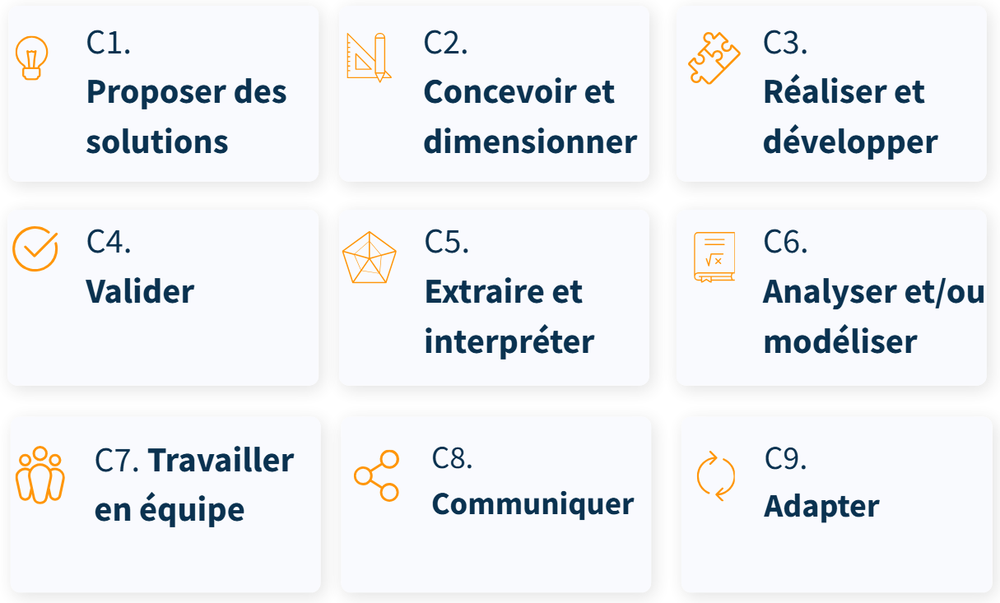 C1.
Proposer des
solutions
C2.
Concevoir et
dimensionner
C3.
Réaliser et
développer
C4.
Valider
C5.
Extraire et
interpréter
C6.
√x
Analyser et/ou
modéliser
C7. Travailler
en équipe
C8.
Communiquer
C9.
Adapter